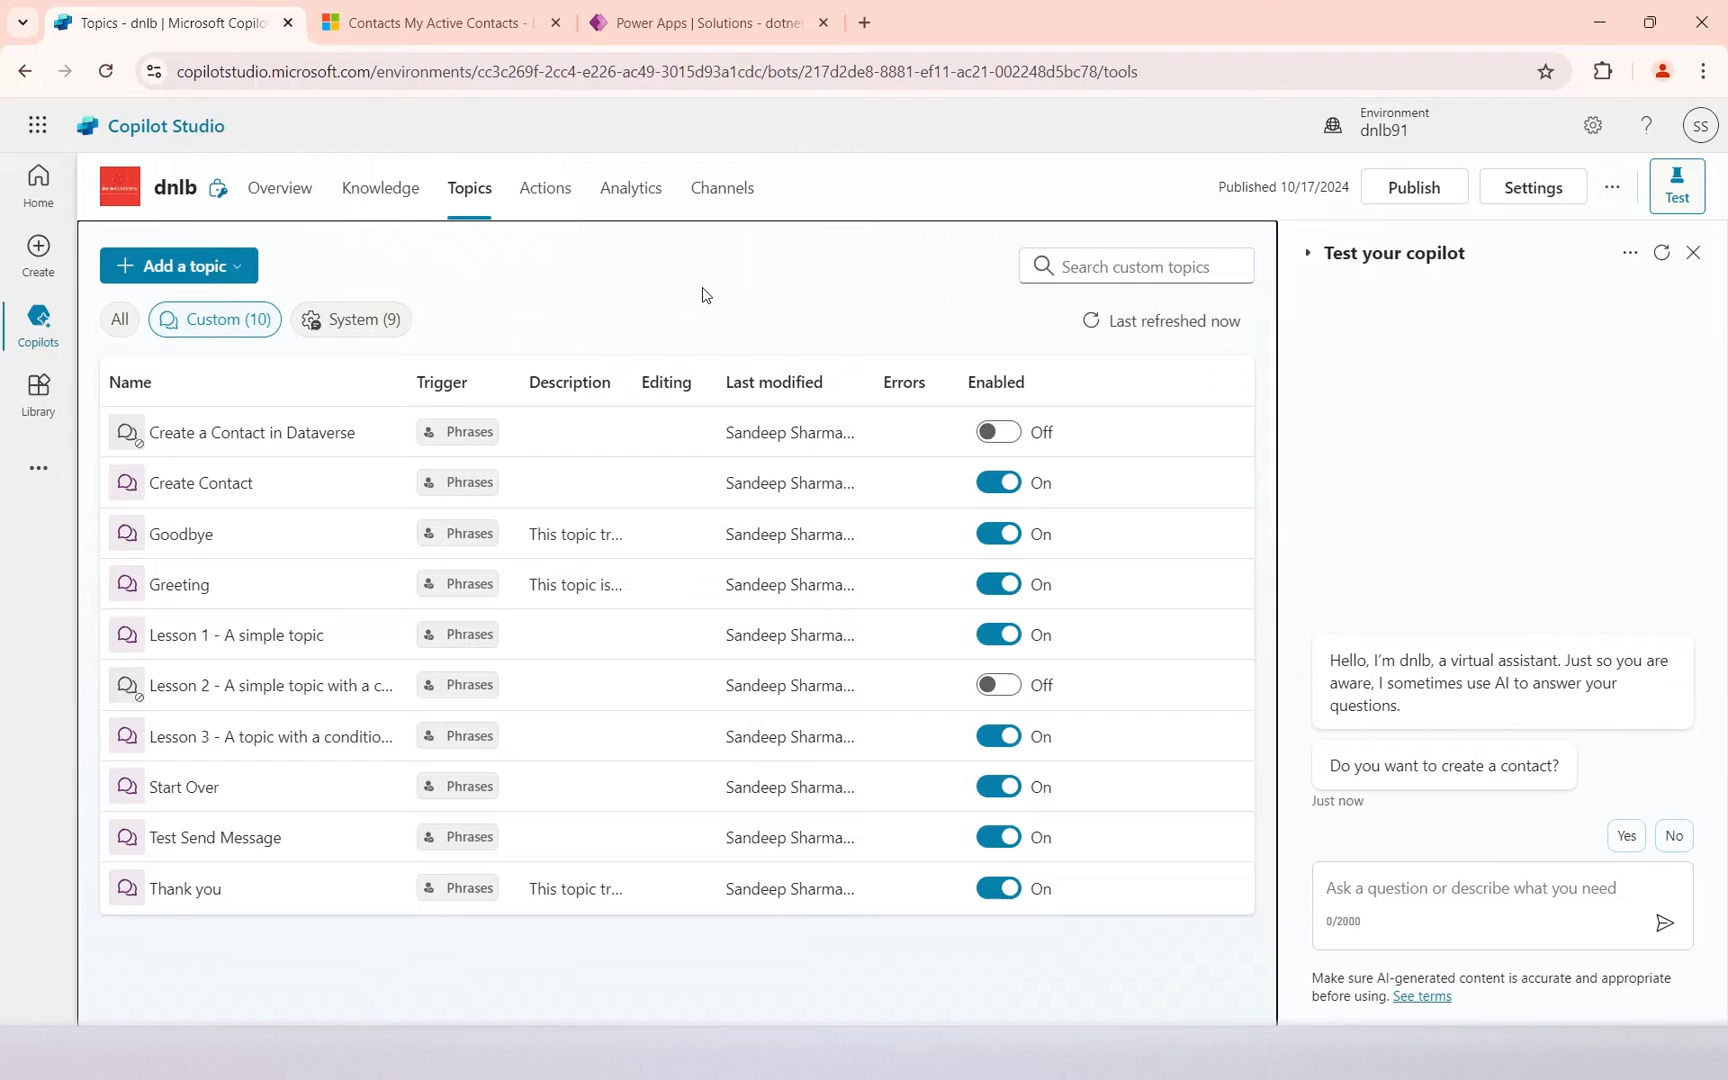 Topics - dnlb | Microsoft Copilo
Contacts My Active Contacts -
Power Apps | Solutions - dotne
copilotstudio.microsoft.com/environments/cc3c269f-2cc4-e226-ac49-3015d93a1cdc/bots/217d2de8-8881-ef11-ac21-002248d5bc78/tools
Copilot Studio
Environment
dnlb91
SS
Home
Create
Copilots
Library
dnlb
Overview
Knowledge
Topics
Actions
Analytics
Channels
Published 10/17/2024
Publish
Settings
Test
Add a topic
Search custom topics
All
Custom (10)
System (9)
Last refreshed now
Name Trigger Description Editing Last modified Errors Enabled
Create a Contact in Dataverse Phrases Sandeep Sharma... Off
Create Contact Phrases Sandeep Sharma... On
Goodbye Phrases This topic tr... Sandeep Sharma... On
Greeting Phrases This topic is... Sandeep Sharma... On
Lesson 1 - A simple topic Phrases Sandeep Sharma... On
Lesson 2 - A simple topic with a c... Phrases Sandeep Sharma... Off
Lesson 3 - A topic with a conditio... Phrases Sandeep Sharma... On
Start Over Phrases Sandeep Sharma... On
Test Send Message Phrases Sandeep Sharma... On
Thank you Phrases This topic tr... Sandeep Sharma... On
Test your copilot
Hello, I'm dnlb, a virtual assistant. Just so you are
aware, I sometimes use AI to answer your
questions.
Do you want to create a contact?
Just now
Yes
No
Ask a question or describe what you need
0/2000
Make sure AI-generated content is accurate and appropriate
before using. See terms